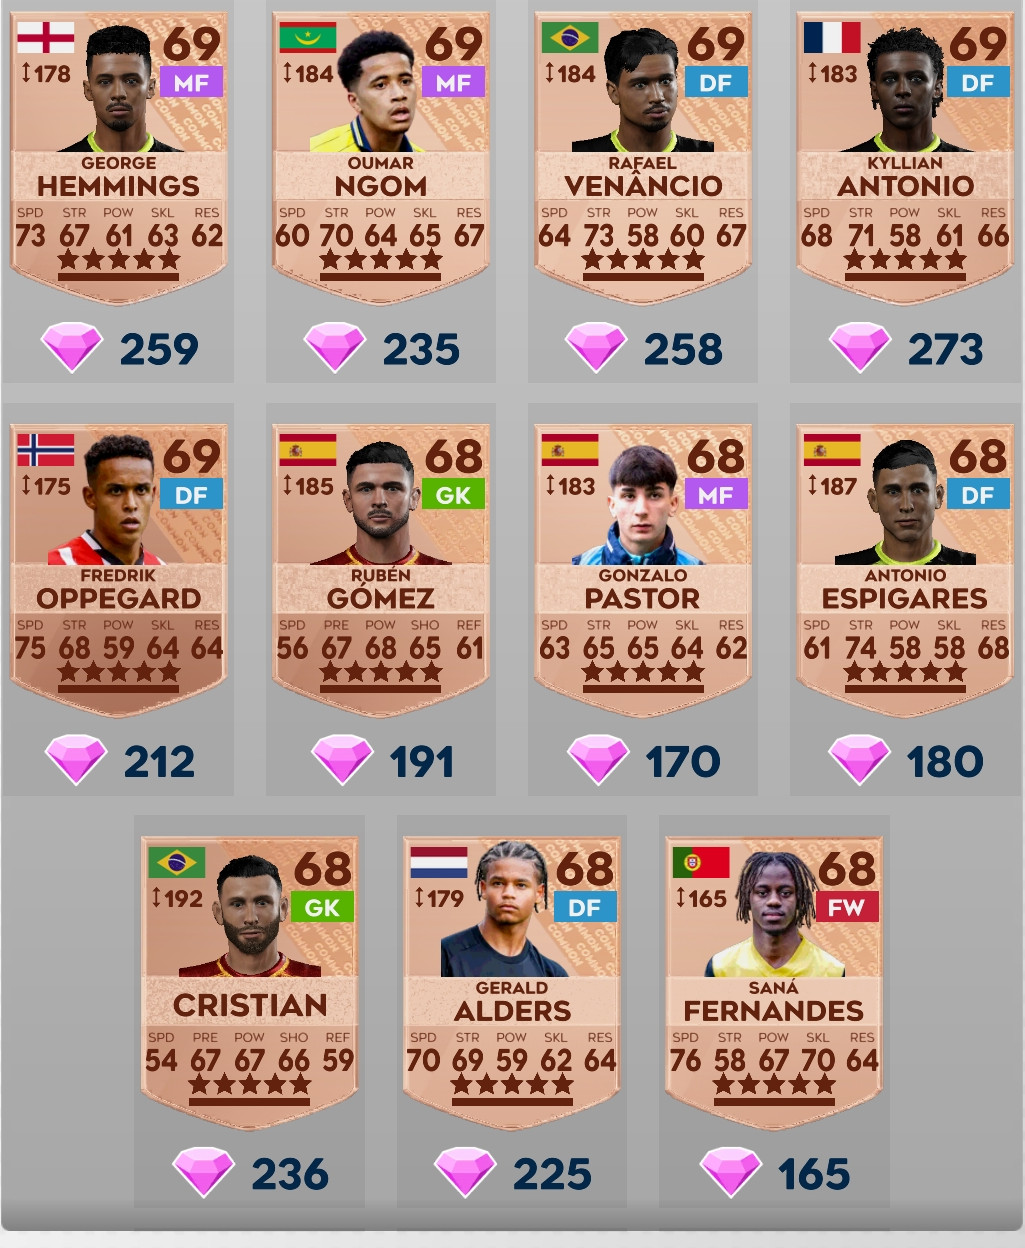 69
↕178
MF
GEORGE
HEMMINGS
SPD STR POW SKL RES
73 67 61 63 62
259
69
↕184
MF
OUMAR
NGOM
SPD STR POW SKL RES
60 70 64 65 67
235
69
↕184
DF
RAFAEL
VENÂNCIO
SPD STR POW SKL RES
64 73 58 60 67
258
69
↕183
DF
KYLLIAN
ANTONIO
SPD STR POW SKL RES
68 71 58 61 66
273
69
↕175
DF
FREDRIK
OPPEGARD
SPD STR POW SKL RES
75 68 59 64 64
212
68
↕185
GK
RUBÉN
GÓMEZ
SPD PRE POW SHO REF
56 67 68 65 61
191
68
↕183
MF
GONZALO
PASTOR
SPD STR POW SKL RES
63 65 65 64 62
170
68
↕187
DF
ANTONIO
ESPIGARES
SPD STR POW SKL RES
61 74 58 58 68
180
68
↕192
GK
CRISTIAN
SPD PRE POW SHO REF
54 67 67 66 59
236
68
↕179
DF
GERALD
ALDERS
SPD STR POW SKL RES
70 69 59 62 64
225
68
↕165
FW
SANÁ
FERNANDES
SPD STR POW SKL RES
76 58 67 70 64
165